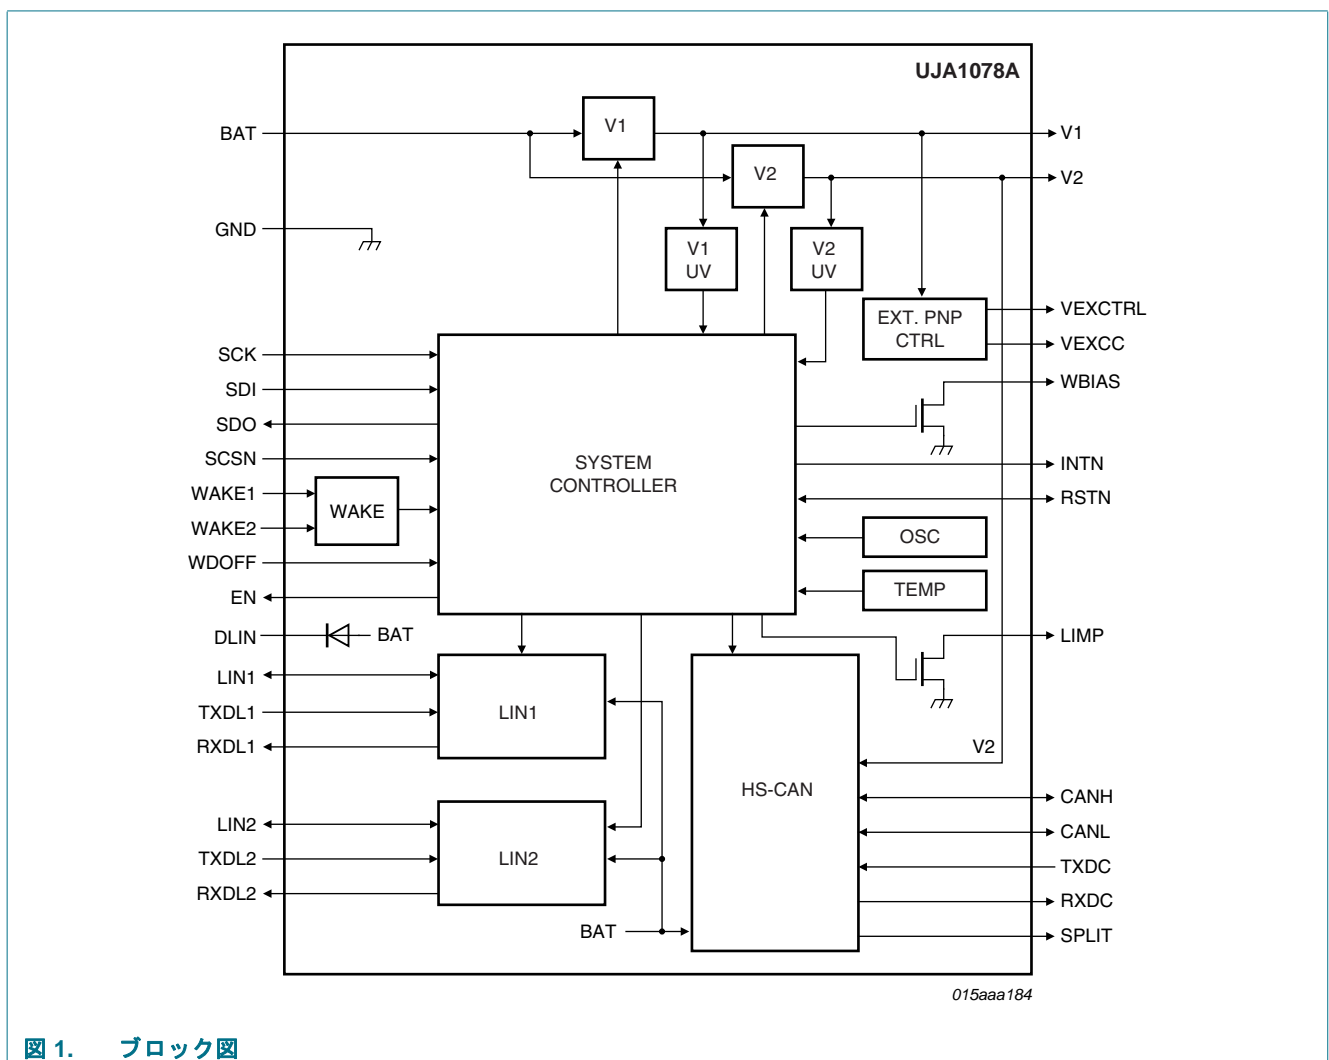 UJA1078A
BAT
V1
V1
V2
V2
GND
V1
UV
V2
UV
EXT. PNP
CTRL
VEXCTRL
VEXCC
WBIAS
SCK
SDI
SDO
SCSN
WAKE1
WAKE2
WAKE
WDOFF
EN
SYSTEM
CONTROLLER
INTN
RSTN
OSC
TEMP
DLIN
BAT
LIMP
LIN1
TXDL1
RXDL1
LIN1
V2
HS-CAN
CANH
CANL
TXDC
RXDC
SPLIT
LIN2
TXDL2
RXDL2
LIN2
BAT
015aaa184
図 1. ブロック図